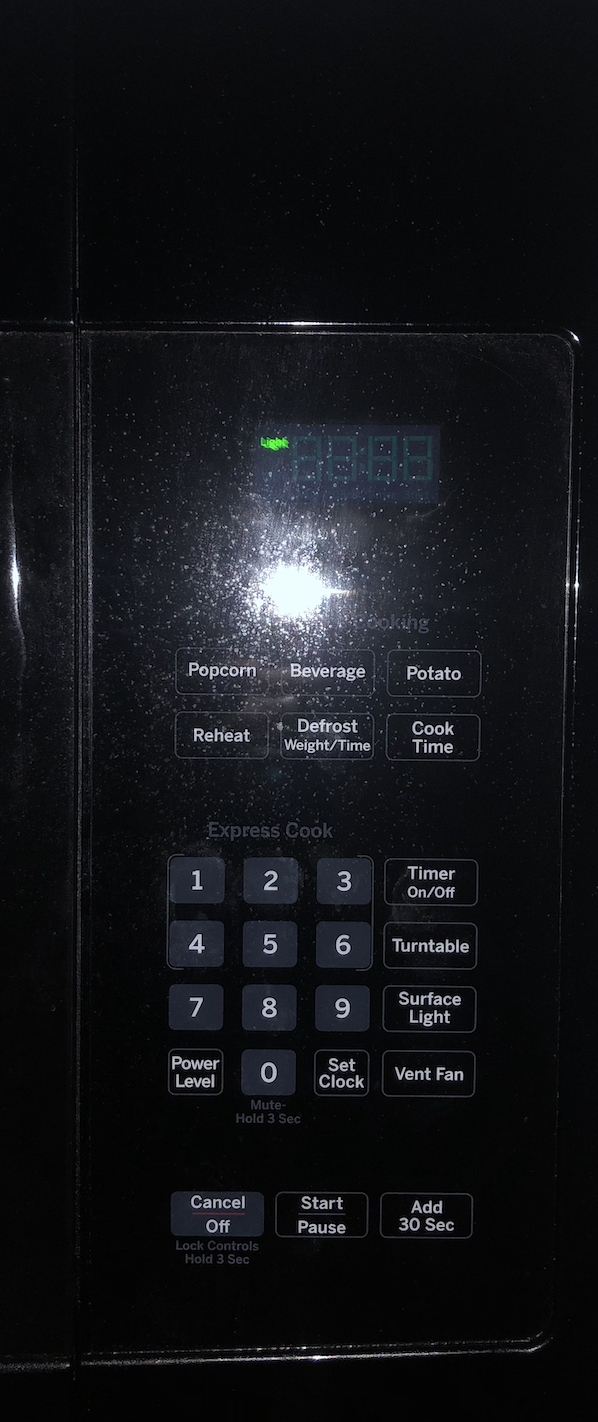 Light
Cooking
Popcorn Beverage Potato
Reheat Defrost Cook
Weight/Time Time
Express Cook
1 2 3 Timer
On/Off
4 5 6 Turntable
7 8 9 Surface
Light
Power 0 Set Vent Fan
Level Clock
Mute-
Hold 3 Sec
Cancel Start Add
Off Pause 30 Sec
Lock Controls
Hold 3 Sec